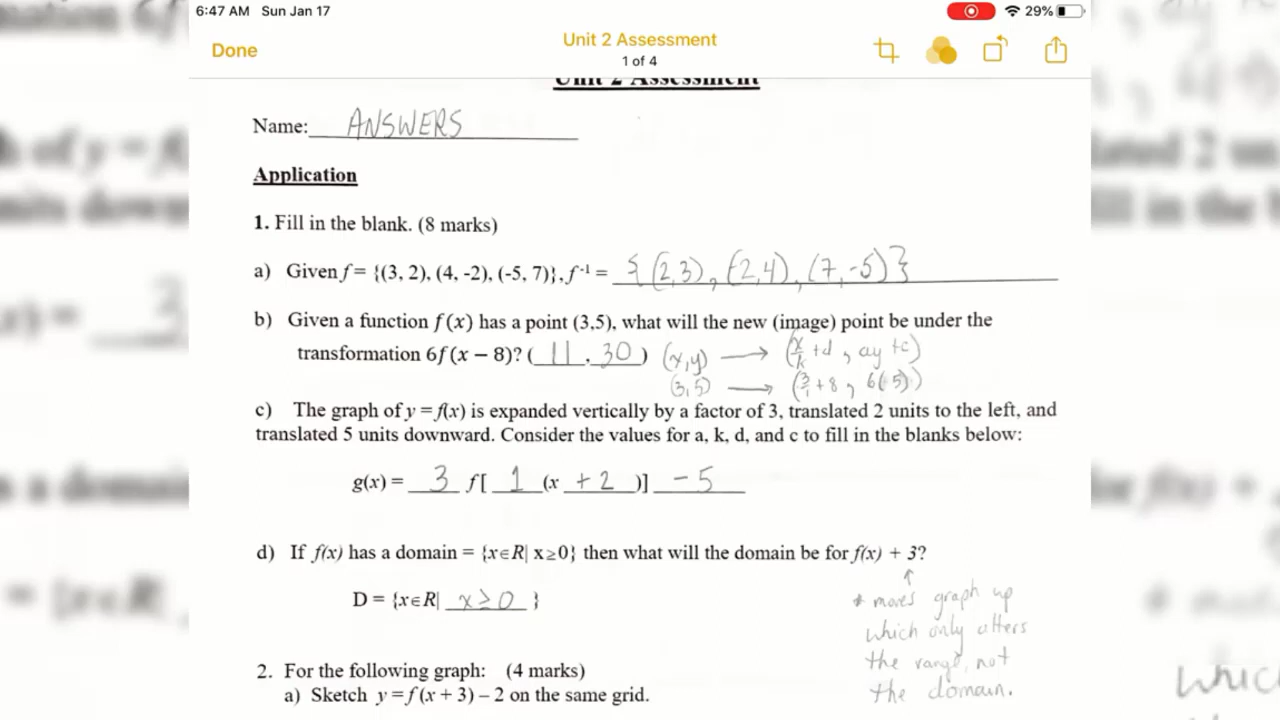 6:47 AM Sun Jan 17
29%
Done
Unit 2 Assessment
1 of 4
Unit 2 Assessment
Name: ANSWERS
Application
1. Fill in the blank. (8 marks)
a) Given f = {(3, 2), (4, -2), (-5, 7)}, f⁻¹ = {(2,3), (-2,4), (7,-5)}
b) Given a function f(x) has a point (3,5), what will the new (image) point be under the
transformation 6f(x – 8)? (11, 30) (x,y) → (x/k +d, ay +c)
(3,5) → (3/1 +8, 6(5))
c) The graph of y = f(x) is expanded vertically by a factor of 3, translated 2 units to the left, and
translated 5 units downward. Consider the values for a, k, d, and c to fill in the blanks below:
g(x) = 3 f[ 1 (x +2 )] -5
d) If f(x) has a domain = {x∈R| x≥0} then what will the domain be for f(x) + 3?
D = {x∈R| x≥0 }
* moves graph up
which only alters
the range, not
the domain.
2. For the following graph: (4 marks)
a) Sketch y = f(x + 3) – 2 on the same grid.